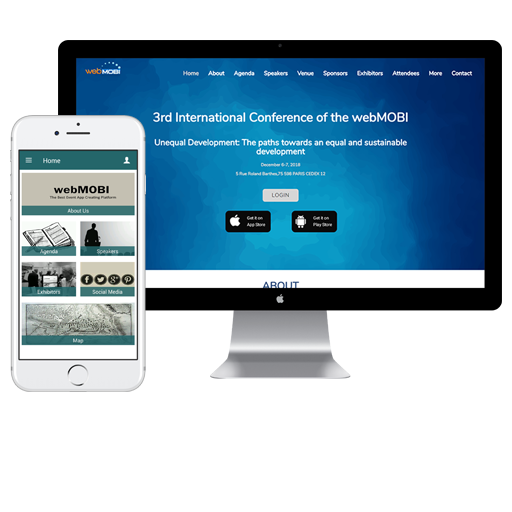 webMOBI
Home About Agenda Speakers Venue Sponsors Exhibitors Attendees More Contact
3rd International Conference of the webMOBI
Unequal Development: The paths towards an equal and sustainable
development
December 6-7, 2018
5 Rue Roland Barthes,75 598 PARIS CEDEX 12
LOGIN
Get it on
App Store
Get it on
Play Store
ABOUT
Home
webMOBI
The Best Event App Creating Platform
About Us
Agenda
Speakers
Exhibitors
Social Media
Map